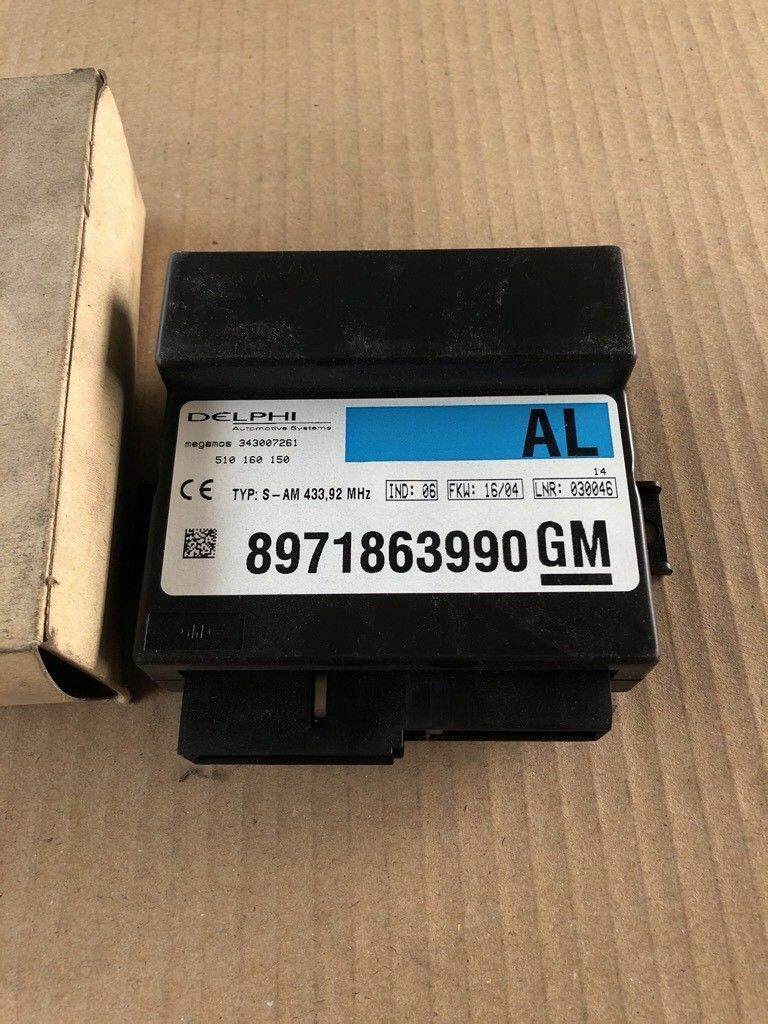 DELPHI
Automotive Systems
AL
megamos 343007261
510 160 150
14
CE TYP: S-AM 433,92 MHz IND: 06 FKW: 16/04 LNR: 030046
8971863990 GM